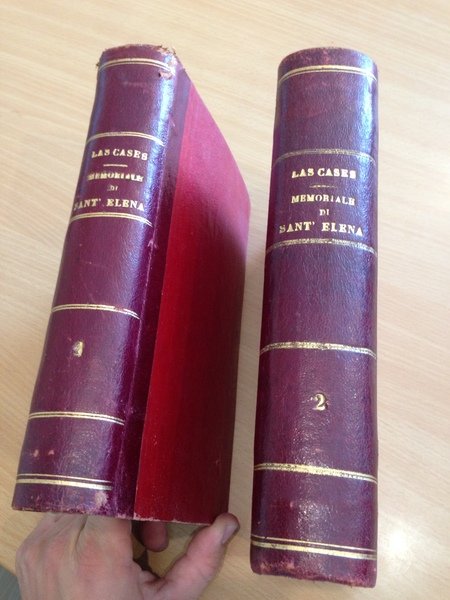 LAS CASES
MEMORIALE
DI
SANT' ELENA
1
LAS CASES
MEMORIALE
DI
SANT' ELENA
2